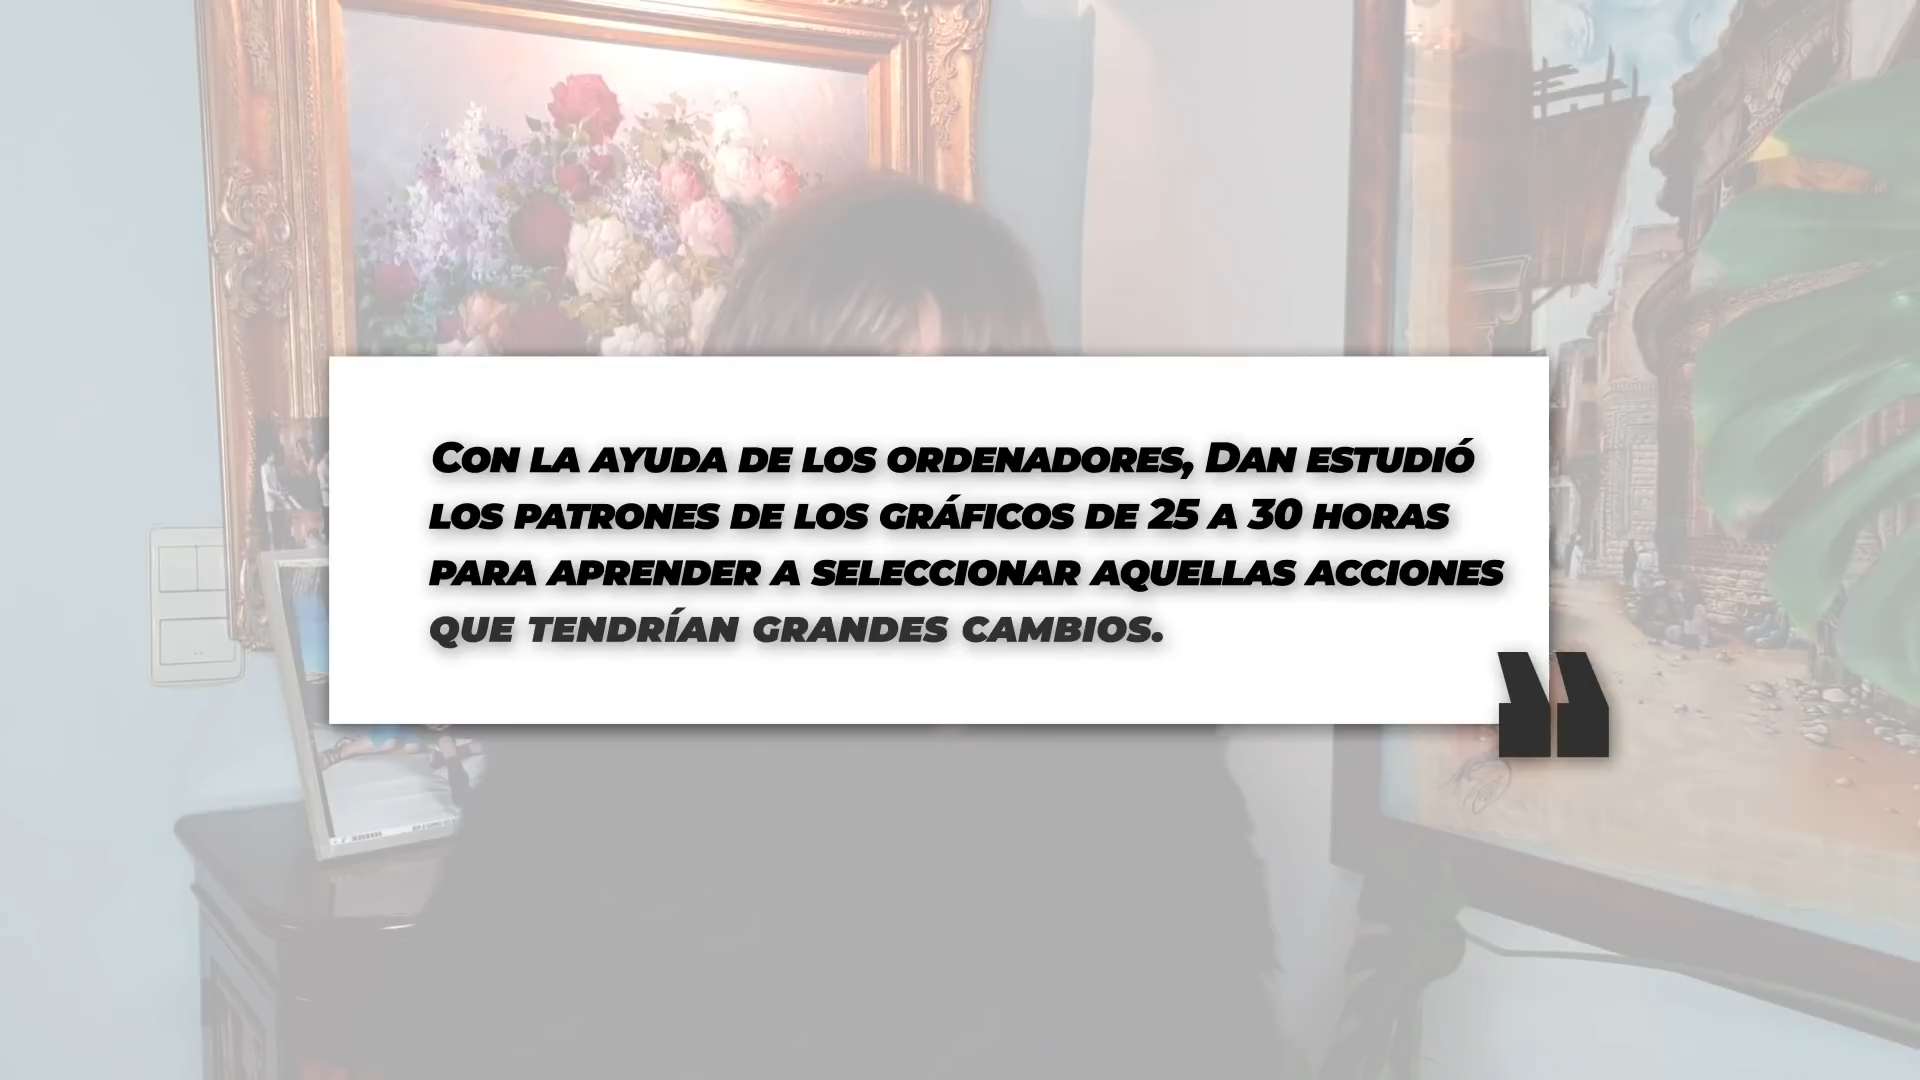 Con la ayuda de los ordenadores, Dan estudió
los patrones de los gráficos de 25 a 30 horas
para aprender a seleccionar aquellas acciones
que tendrían grandes cambios.
"